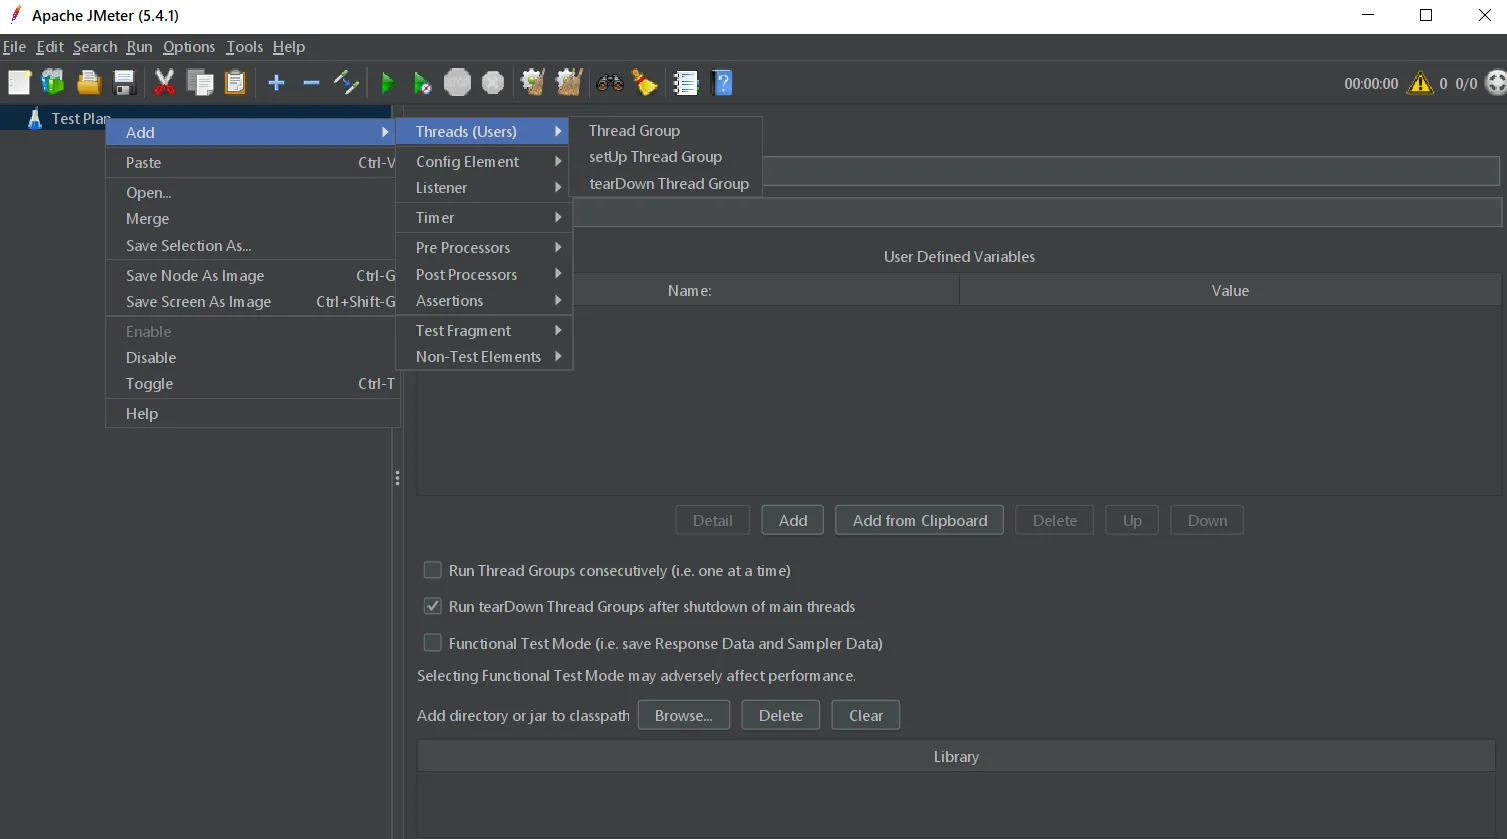 Apache JMeter (5.4.1)
File Edit Search Run Options Tools Help
00:00:00 0 0/0
Test Plan
Add
Paste Ctrl-V
Open...
Merge
Save Selection As...
Save Node As Image Ctrl-G
Save Screen As Image Ctrl+Shift-G
Enable
Disable
Toggle Ctrl-T
Help
Threads (Users)
Config Element
Listener
Timer
Pre Processors
Post Processors
Assertions
Test Fragment
Non-Test Elements
Thread Group
setUp Thread Group
tearDown Thread Group
User Defined Variables
Name: Value
Detail Add Add from Clipboard Delete Up Down
Run Thread Groups consecutively (i.e. one at a time)
Run tearDown Thread Groups after shutdown of main threads
Functional Test Mode (i.e. save Response Data and Sampler Data)
Selecting Functional Test Mode may adversely affect performance.
Add directory or jar to classpath Browse... Delete Clear
Library